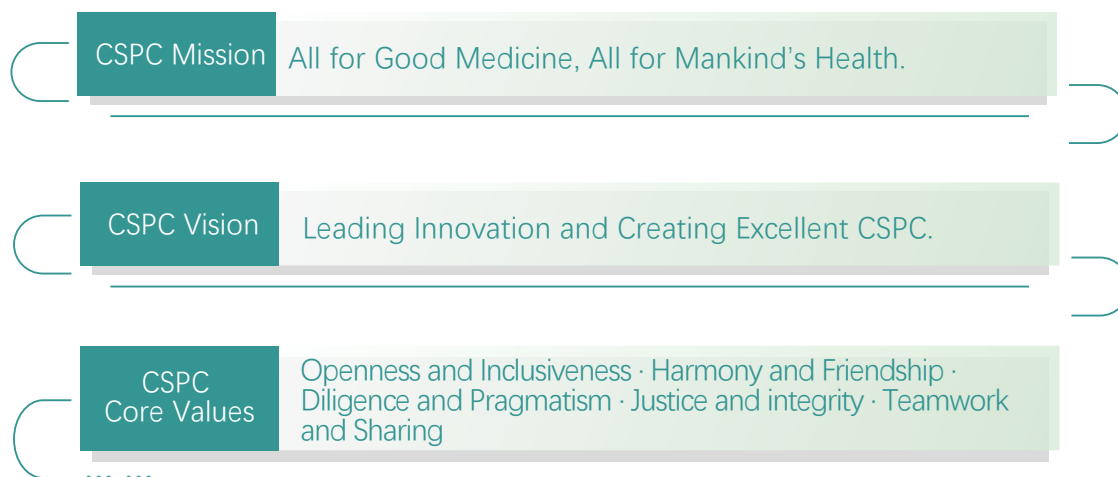 CSPC Mission
All for Good Medicine, All for Mankind's Health.
CSPC Vision
Leading Innovation and Creating Excellent CSPC.
CSPC
Core Values
Openness and Inclusiveness · Harmony and Friendship ·
Diligence and Pragmatism · Justice and integrity · Teamwork
and Sharing